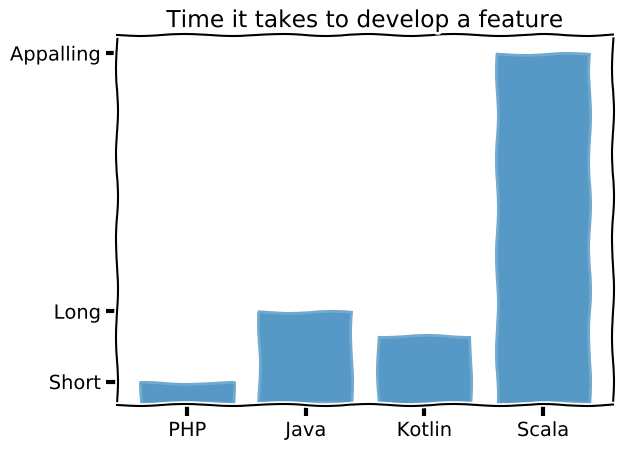 Time it takes to develop a feature
Appalling
Long
Short
PHP
Java
Kotlin
Scala